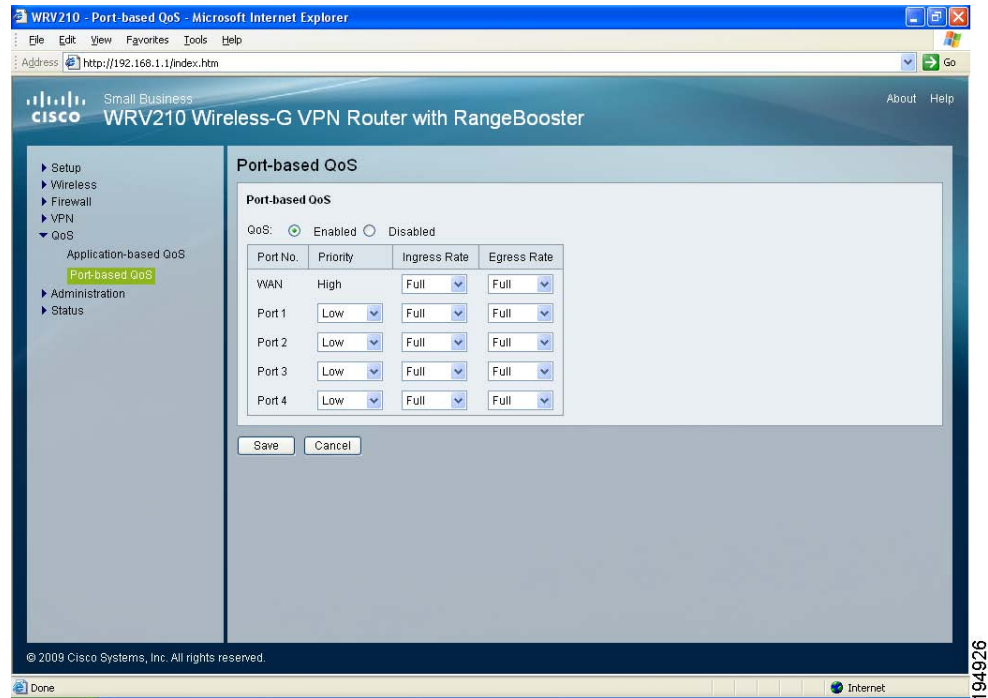 WRV210 - Port-based QoS - Microsoft Internet Explorer
File Edit View Favorites Tools Help
Address http://192.168.1.1/index.htm Go
CISCO Small Business
WRV210 Wireless-G VPN Router with RangeBooster
About Help
Setup
Wireless
Firewall
VPN
QoS
Application-based QoS
Port-based QoS
Administration
Status
Port-based QoS
Port-based QoS
QoS: Enabled Disabled
Port No. Priority Ingress Rate Egress Rate
WAN High Full Full
Port 1 Low Full Full
Port 2 Low Full Full
Port 3 Low Full Full
Port 4 Low Full Full
Save Cancel
© 2009 Cisco Systems, Inc. All rights reserved.
Done Internet
194926